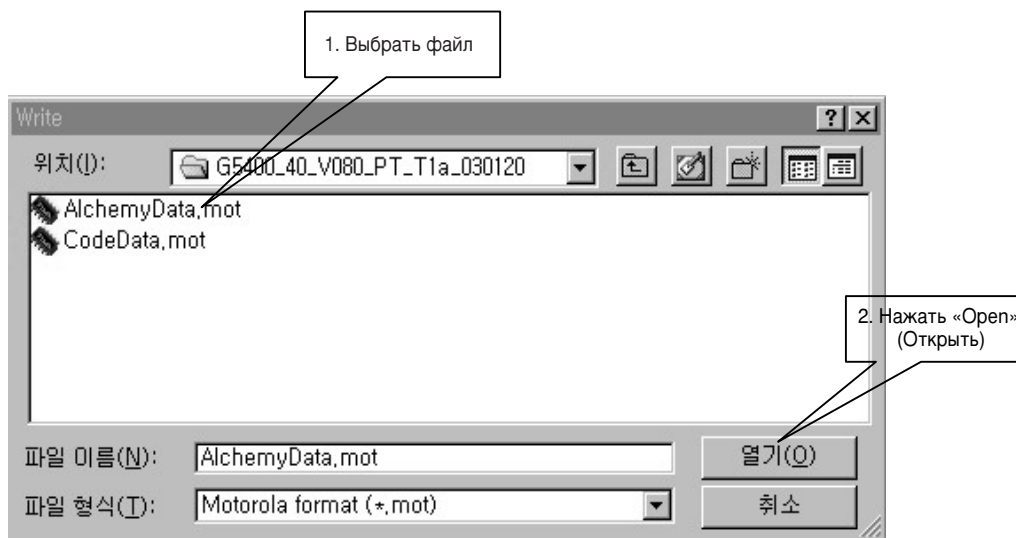 1. Выбрать файл
Write
위치(I):
G5400_40_V080_PT_T1a_030120
AlchemyData,mot
CodeData,mot
2. Нажать «Open»
(Открыть)
파일 이름(N):
AlchemyData,mot
열기(O)
파일 형식(T):
Motorola format (*,mot)
취소